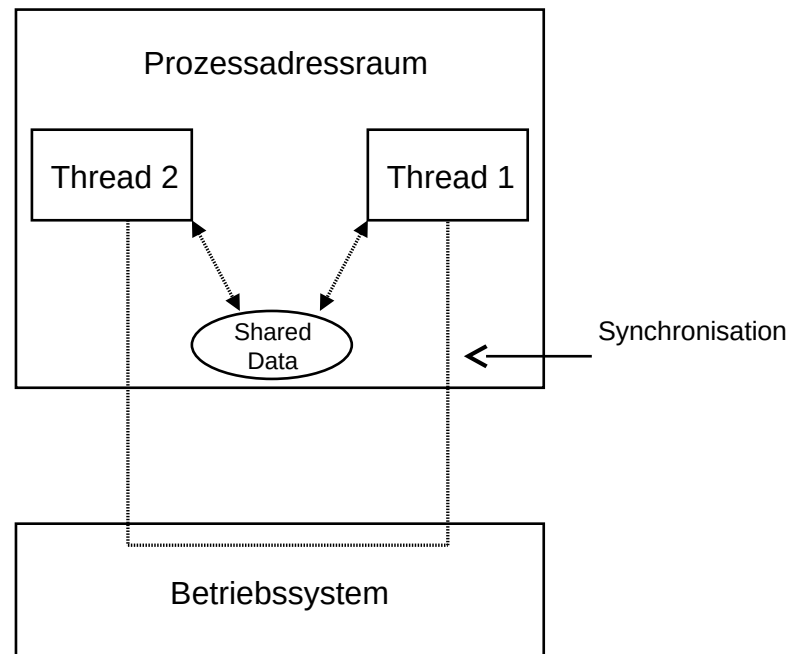 Prozessadressraum
Thread 2
Thread 1
Shared
Data
Synchronisation
Betriebssystem